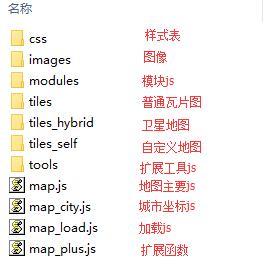 名称
css 样式表
images 图像
modules 模块js
tiles 普通瓦片图
tiles_hybrid 卫星地图
tiles_self 自定义地图
tools 扩展工具js
map.js 地图主要js
map_city.js 城市坐标js
map_load.js 加载js
map_plus.js 扩展函数